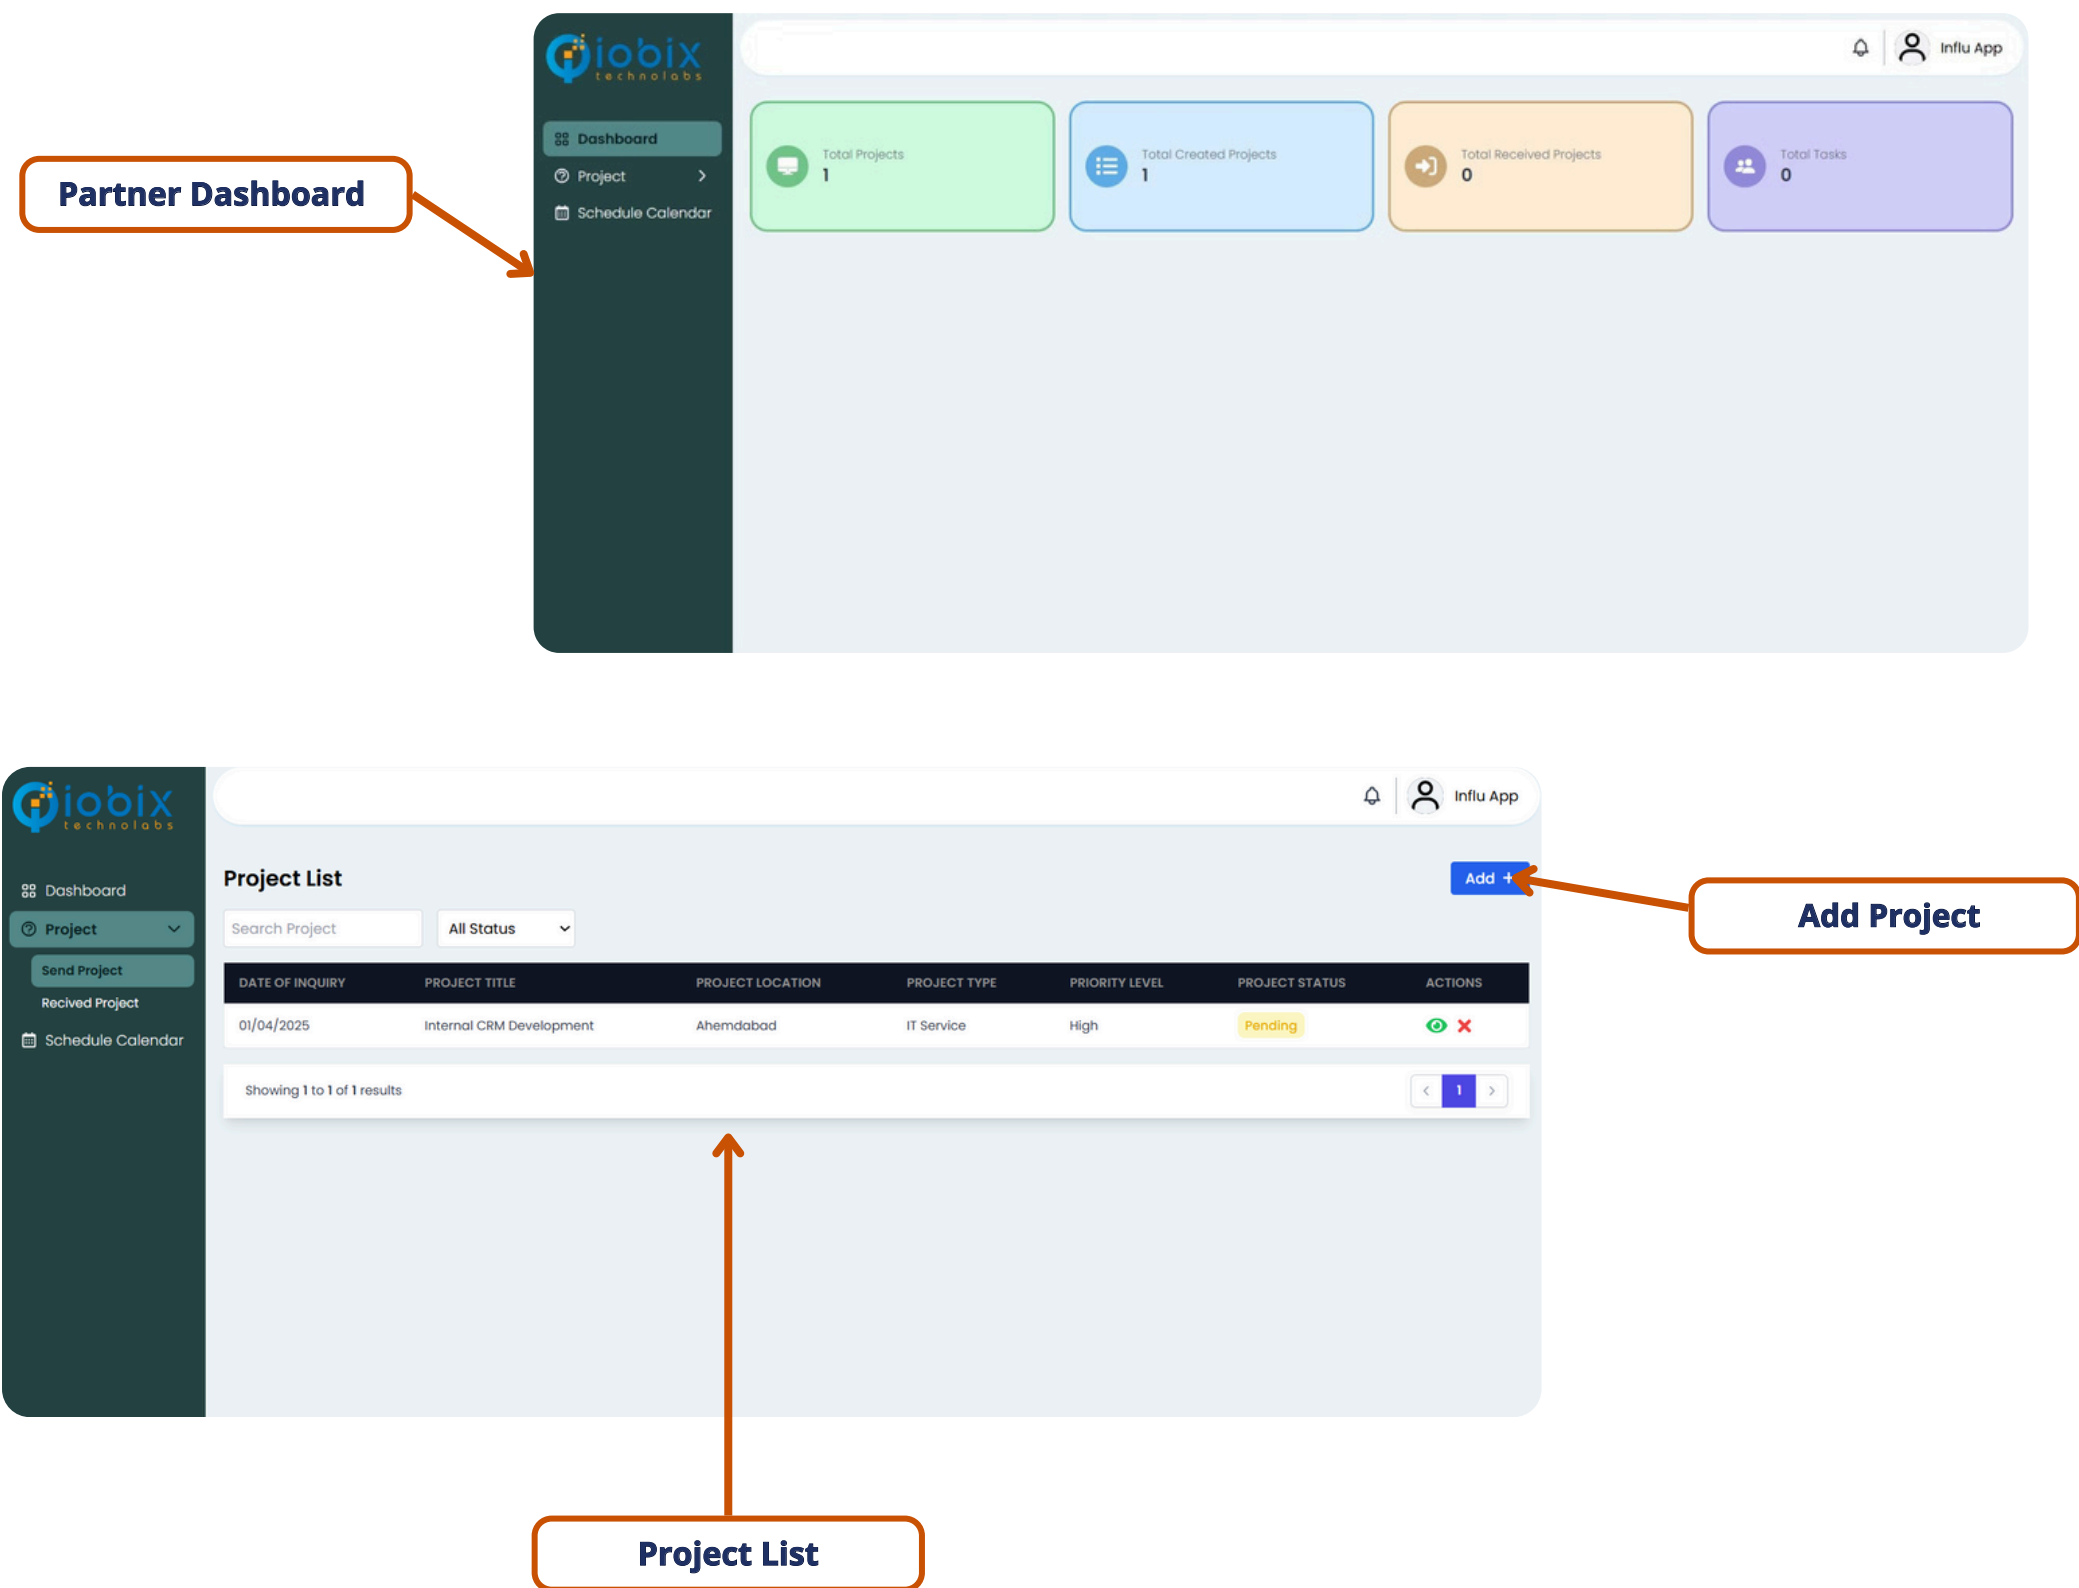 iobix
technolabs
Influ App
Dashboard
Project
Schedule Calendar
Total Projects
1
Total Created Projects
1
Total Received Projects
0
Total Tasks
0
Partner Dashboard
iobix
technolabs
Influ App
Dashboard
Project
Send Project
Recived Project
Schedule Calendar
Project List
Add +
Search Project
All Status
DATE OF INQUIRY PROJECT TITLE PROJECT LOCATION PROJECT TYPE PRIORITY LEVEL PROJECT STATUS ACTIONS
01/04/2025 Internal CRM Development Ahemdabad IT Service High Pending
Showing 1 to 1 of 1 results
< 1 >
Add Project
Project List